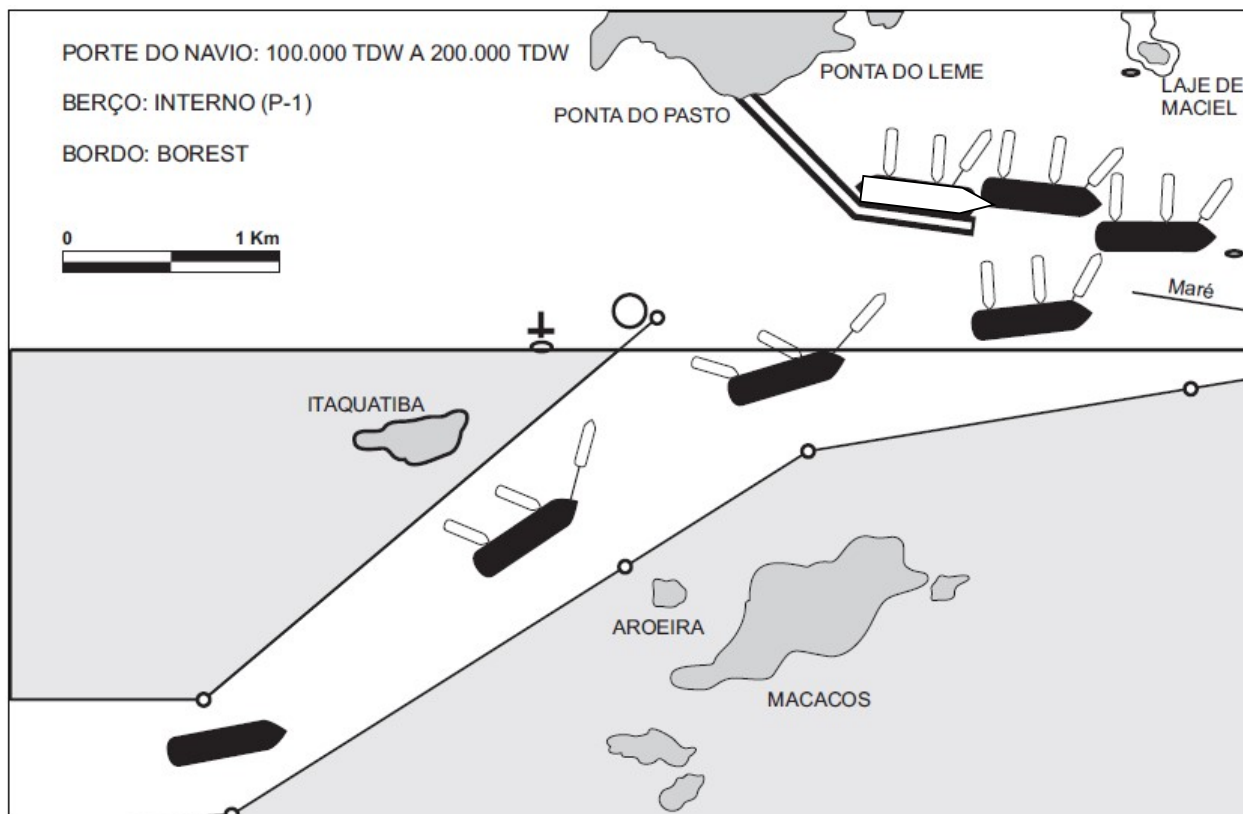 PORTE DO NAVIO: 100.000 TDW A 200.000 TDW
BERÇO: INTERNO (P-1)
BORDO: BOREST
0 1 Km
PONTA DO LEME
PONTA DO PASTO
LAJE DE
MACIEL
Maré
ITAQUATIBA
AROEIRA
MACACOS